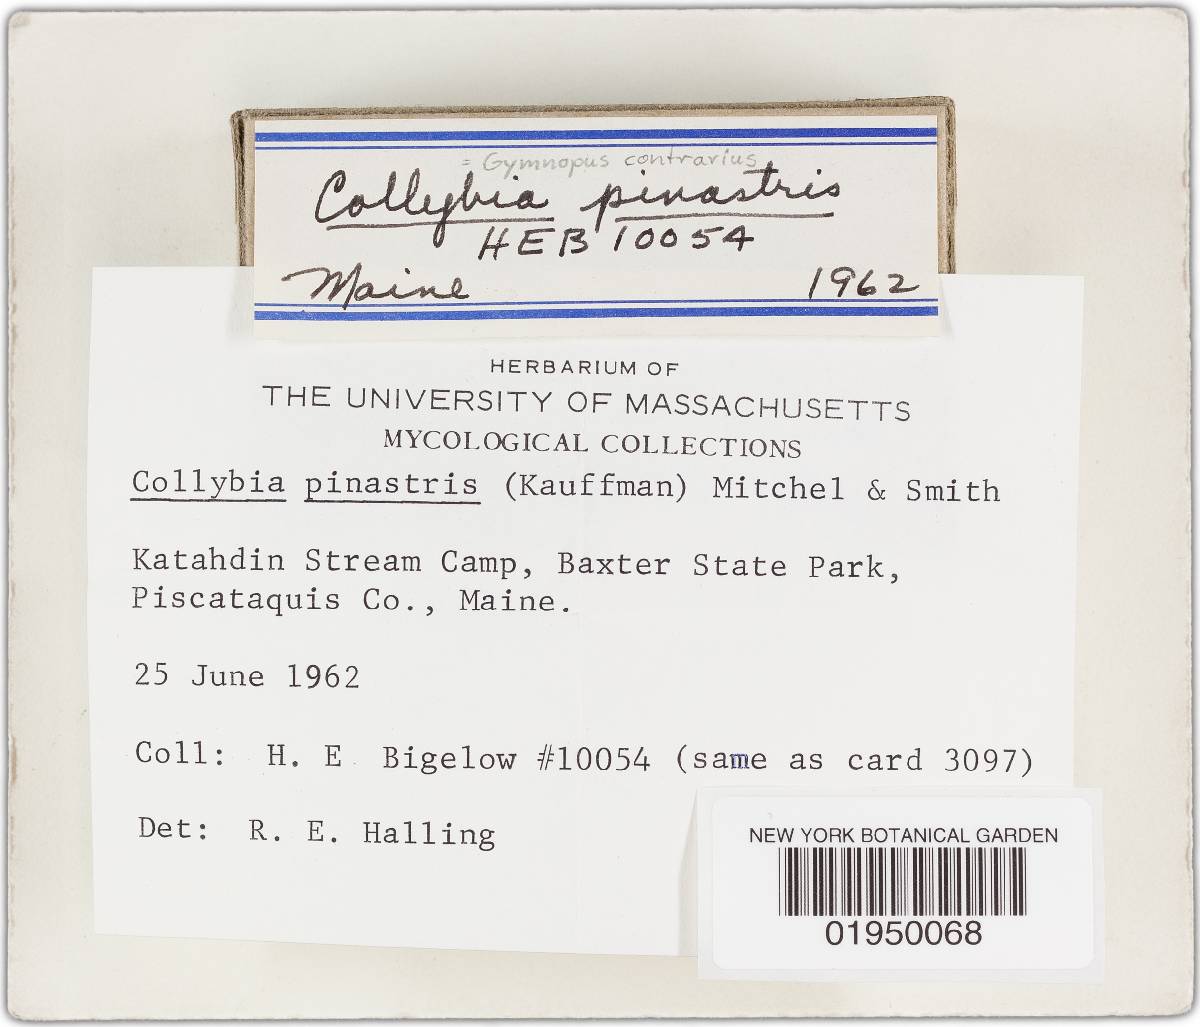 = Gymnopus contrarius
Collybia pinastris
HEB 10054
Maine 1962
HERBARIUM OF
THE UNIVERSITY OF MASSACHUSETTS
MYCOLOGICAL COLLECTIONS
Collybia pinastris (Kauffman) Mitchel & Smith
Katahdin Stream Camp, Baxter State Park,
Piscataquis Co., Maine.
25 June 1962
Coll: H. E Bigelow #10054 (same as card 3097)
Det: R. E. Halling
NEW YORK BOTANICAL GARDEN
01950068